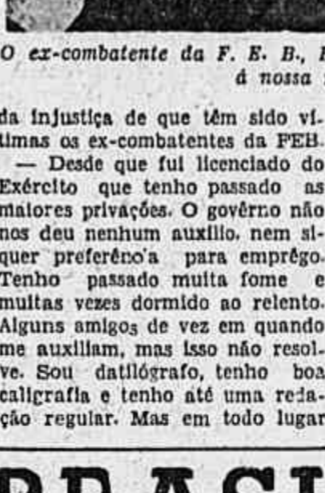 O ex-combatente da F. E. B.,
á nossa
da injustiça de que têm sido ví-
timas os ex-combatentes da FEB.
— Desde que fui licenciado do
Exército que tenho passado as
maiores privações. O govêrno não
nos deu nenhum auxílio, nem si-
quer preferênc'a para emprêgo.
Tenho passado muita fome e
muitas vezes dormido ao relento.
Alguns amigos de vez em quando
me auxiliam, mas isso não resol-
ve. Sou datilógrafo, tenho boa
caligrafia e tenho até uma reda-
ção regular. Mas em todo lugar